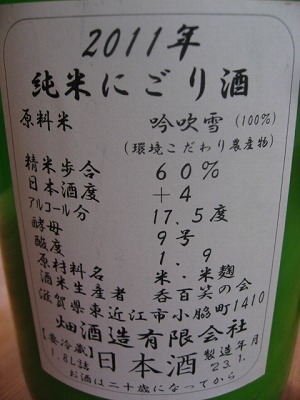 2011年
純米にごり酒
原料米 吟吹雪 (100%)
(環境こだわり農産物)
精米歩合 60%
日本酒度 +4
アルコール分 17.5度
酵母 9号
酸度 1.9
原材料名 米・米麹
酒米生産者 呑百笑の会
滋賀県東近江市小脇町1410
畑酒造有限会社
【要冷蔵】 日本酒 製造年月
1.8L詰 23.1.
お酒は二十歳になってから